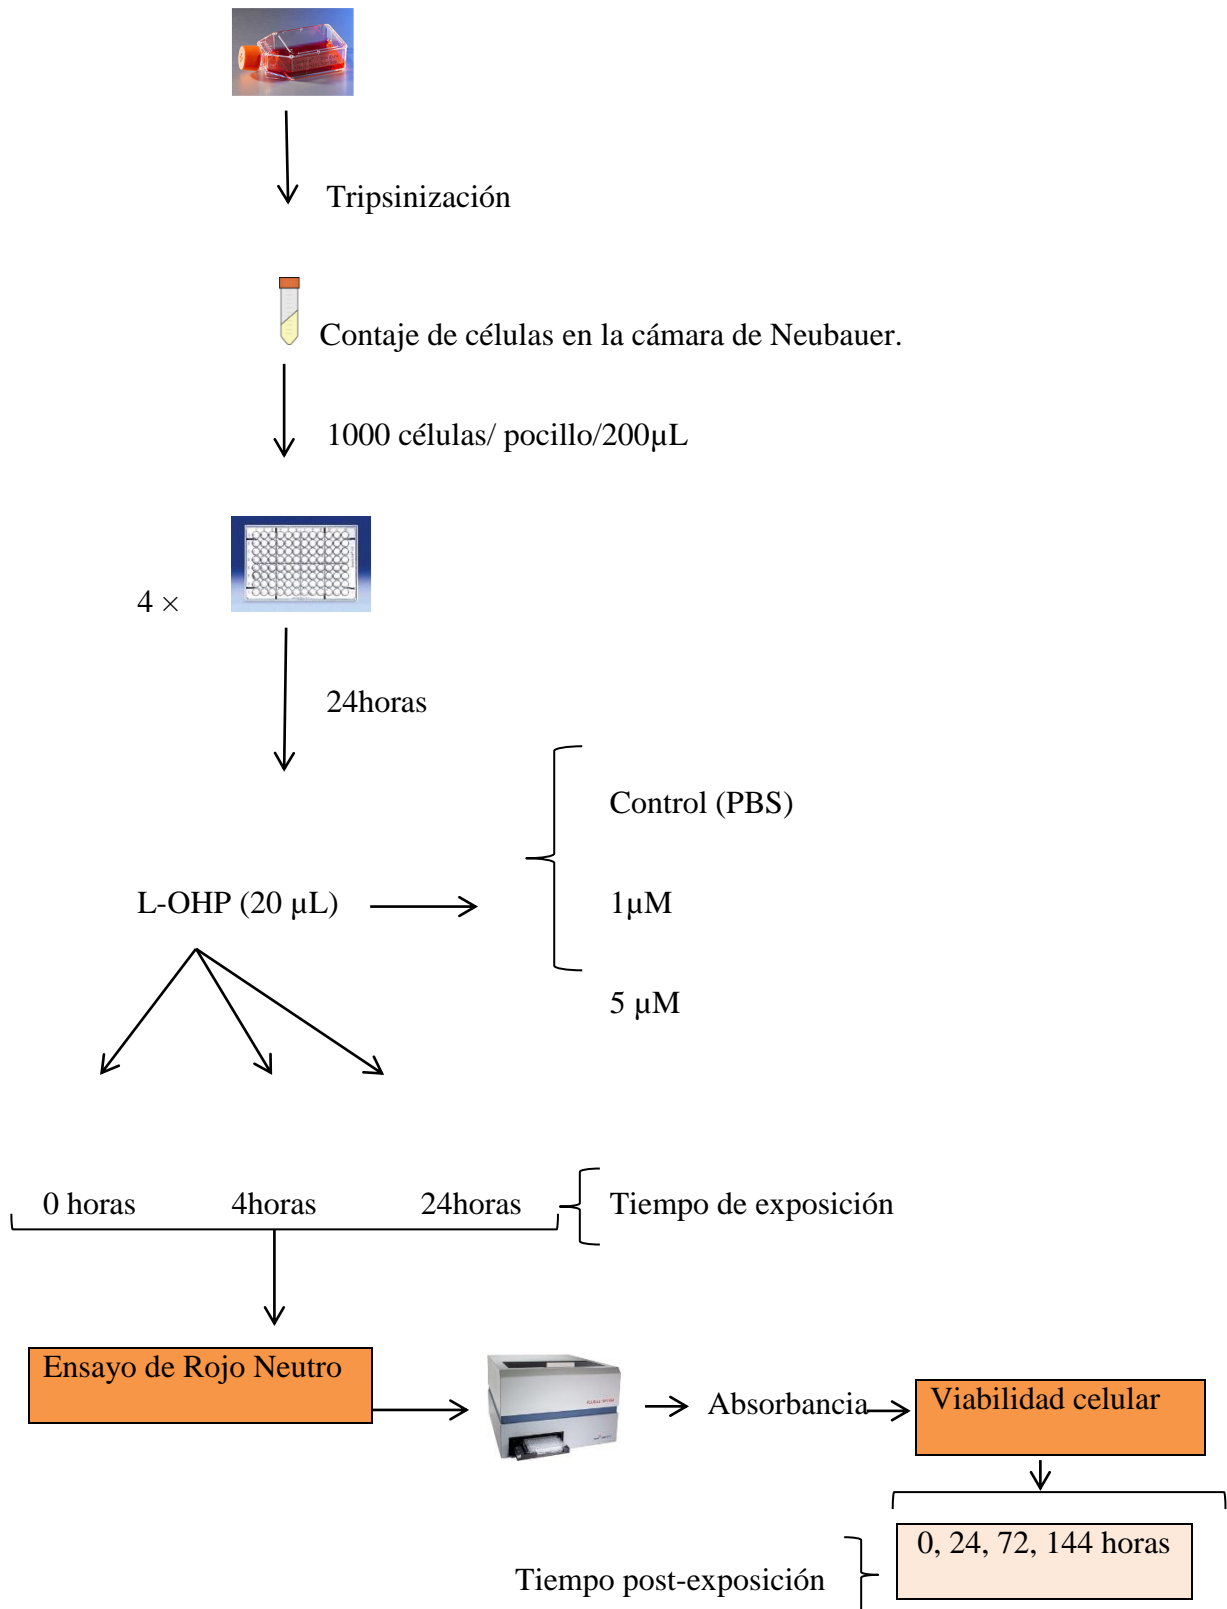 Tripsinización
Contaje de células en la cámara de Neubauer.
1000 células/ pocillo/200µL
4 ×
24horas
Control (PBS)
L-OHP (20 µL)
1µM
5 µM
0 horas
4horas
24horas
Tiempo de exposición
Ensayo de Rojo Neutro
Absorbancia
Viabilidad celular
0, 24, 72, 144 horas
Tiempo post-exposición